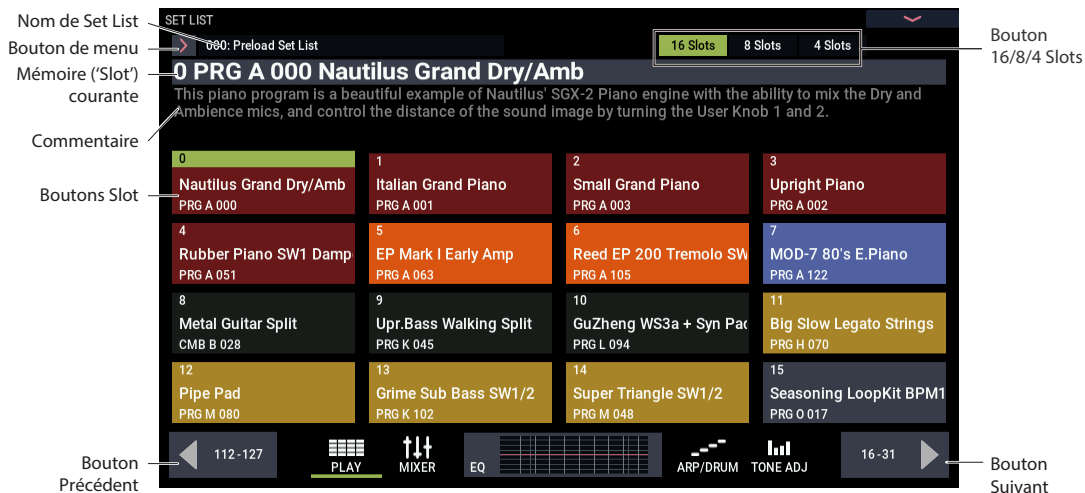 SET LIST
Nom de Set List
000: Preload Set List
16 Slots
8 Slots
4 Slots
Bouton
16/8/4 Slots
Bouton de menu
Mémoire (‘Slot’)
courante
0 PRG A 000 Nautilus Grand Dry/Amb
This piano program is a beautiful example of Nautilus' SGX-2 Piano engine with the ability to mix the Dry and
Ambience mics, and control the distance of the sound image by turning the User Knob 1 and 2.
Commentaire
Boutons Slot
0
Nautilus Grand Dry/Amb
PRG A 000
1
Italian Grand Piano
PRG A 001
2
Small Grand Piano
PRG A 003
3
Upright Piano
PRG A 002
4
Rubber Piano SW1 Damp
PRG A 051
5
EP Mark I Early Amp
PRG A 063
6
Reed EP 200 Tremolo SW
PRG A 105
7
MOD-7 80's E.Piano
PRG A 122
8
Metal Guitar Split
CMB B 028
9
Upr.Bass Walking Split
PRG K 045
10
GuZheng WS3a + Syn Pad
PRG L 094
11
Big Slow Legato Strings
PRG H 070
12
Pipe Pad
PRG M 080
13
Grime Sub Bass SW1/2
PRG K 102
14
Super Triangle SW1/2
PRG M 048
15
Seasoning LoopKit BPM1
PRG O 017
Bouton
Précédent
112-127
PLAY
MIXER
EQ
ARP/DRUM
TONE ADJ
16-31
Bouton
Suivant